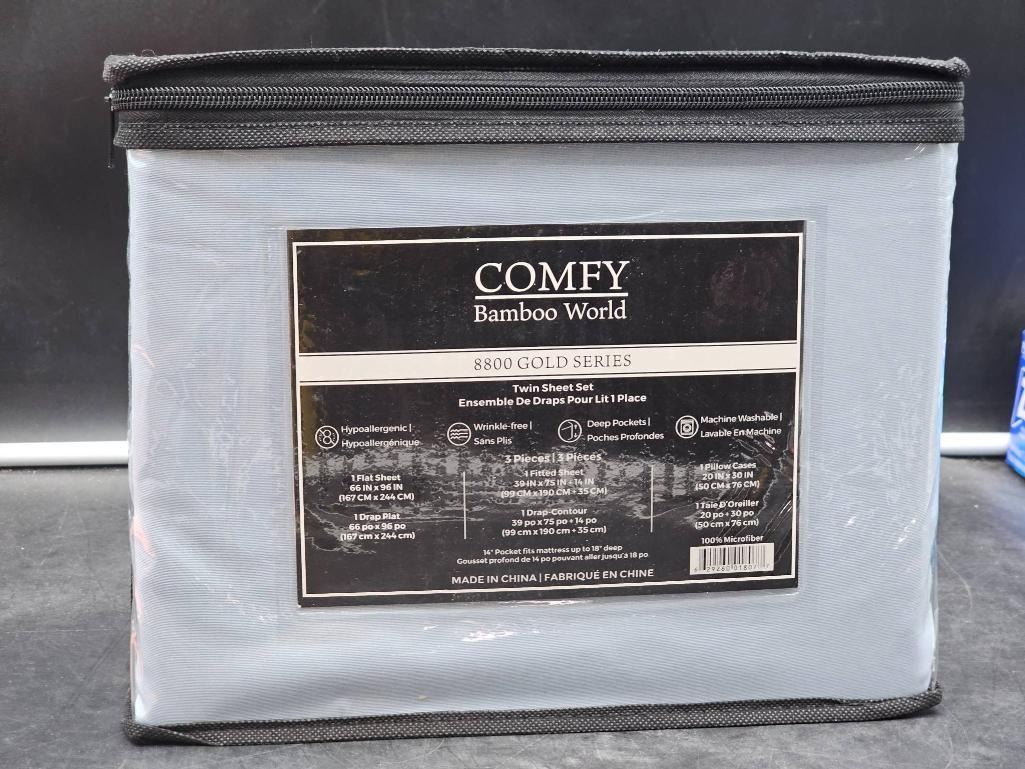 COMFY
Bamboo World
8800 GOLD SERIES
Twin Sheet Set
Ensemble De Draps Pour Lit 1 Place
Hypoallergenic |
Hypoallergénique
Wrinkle-free |
Sans Plis
Deep Pockets |
Poches Profondes
Machine Washable |
Lavable En Machine
3 Pieces | 3 Pièces
1 Flat Sheet
66 IN x 96 IN
(167 CM x 244 CM)
1 Drap Plat
66 po x 96 po
(167 cm x 244 cm)
1 Fitted Sheet
39 IN x 75 IN + 14 IN
(99 CM x 190 CM + 35 CM)
1 Drap-Contour
39 po x 75 po + 14 po
(99 cm x 190 cm + 35 cm)
1 Pillow Cases
20 IN x 30 IN
(50 CM x 76 CM)
1 Taie D'Oreiller
20 po x 30 po
(50 cm x 76 cm)
100% Microfiber
14" Pocket fits mattress up to 18" deep
Gousset profond de 14 po pouvant aller jusqu'à 18 po
MADE IN CHINA | FABRIQUÉ EN CHINE